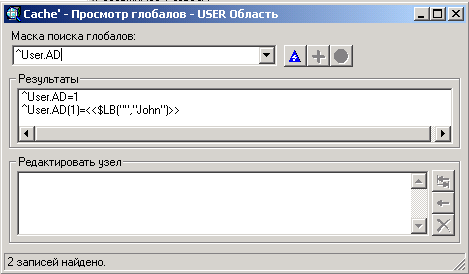 Cache' - Просмотр глобалов - USER Область
Маска поиска глобалов:
^User.AD
Результаты
^User.AD=1
^User.AD(1)=<<$LB("","John")>>
Редактировать узел
2 записей найдено.